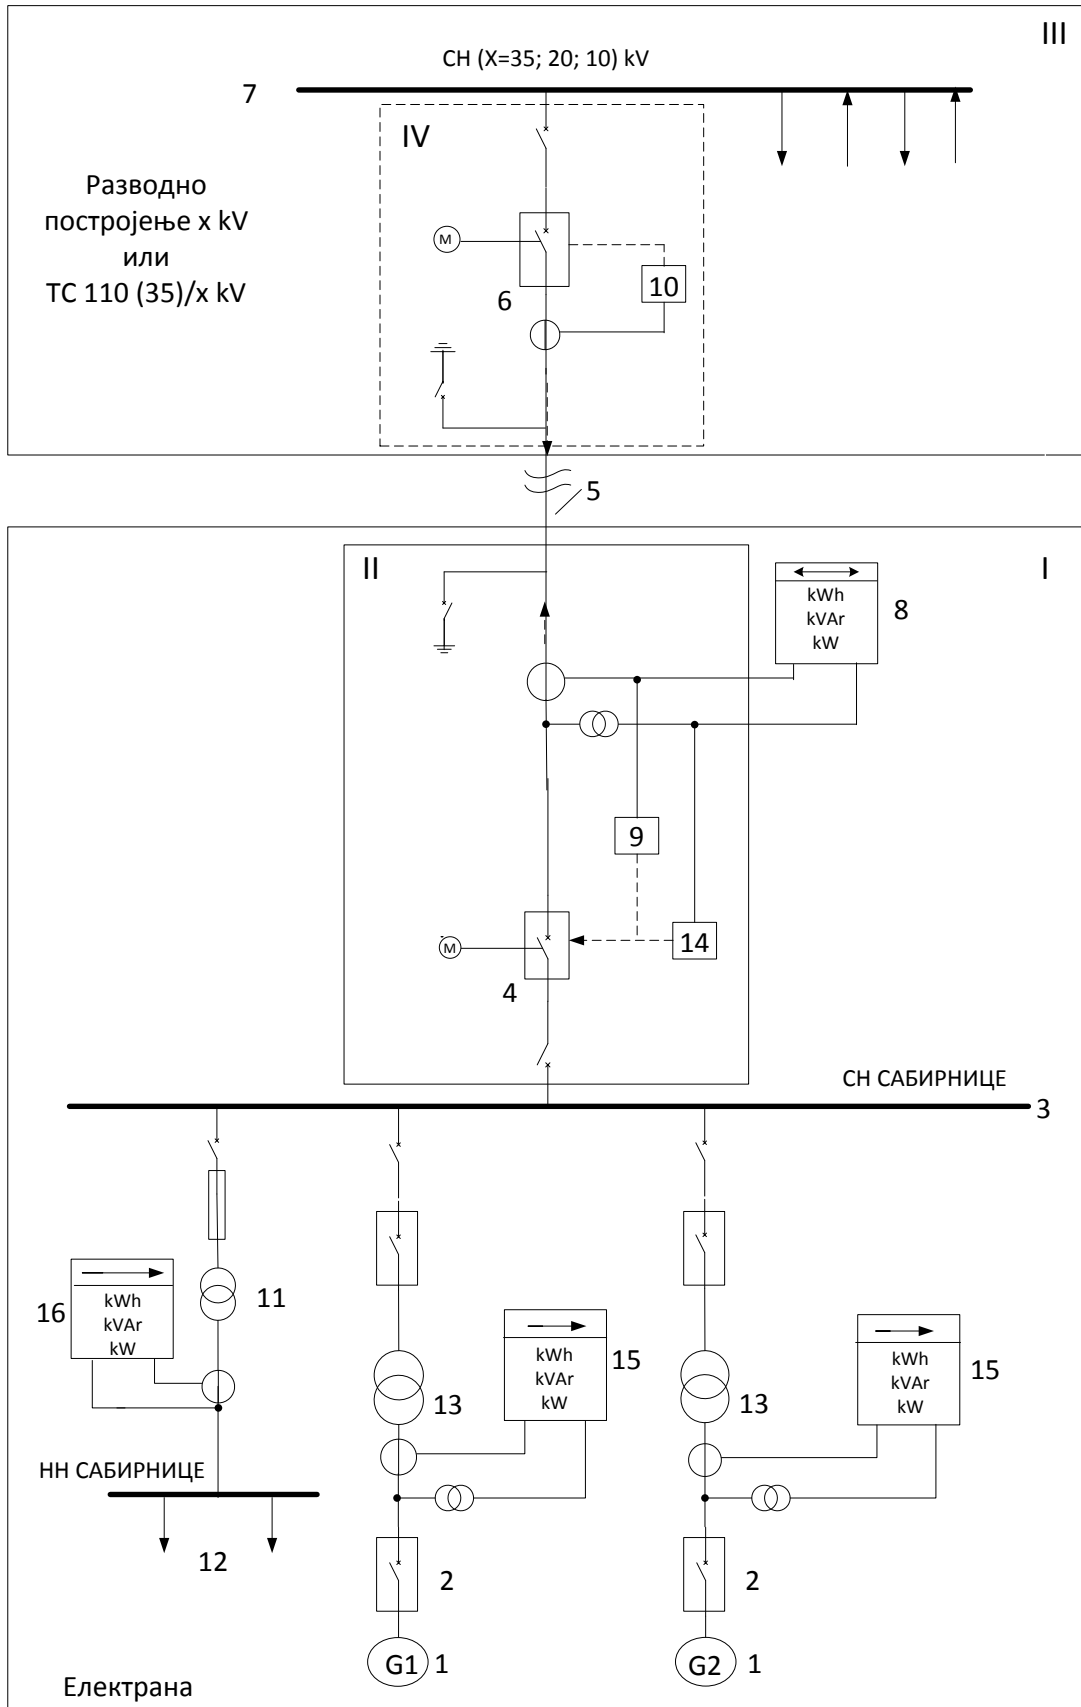 III
СН (X=35; 20; 10) kV
7
IV
Разводно
постројење x kV
или
ТС 110 (35)/x kV
M
10
6
5
II
I
kWh
kVAr
kW
8
9
14
M
4
СН САБИРНИЦЕ
3
kWh
kVAr
kW
16
11
kWh
kVAr
kW
15
kWh
kVAr
kW
15
13
13
НН САБИРНИЦЕ
12
2
2
G1
1
G2
1
Електрана